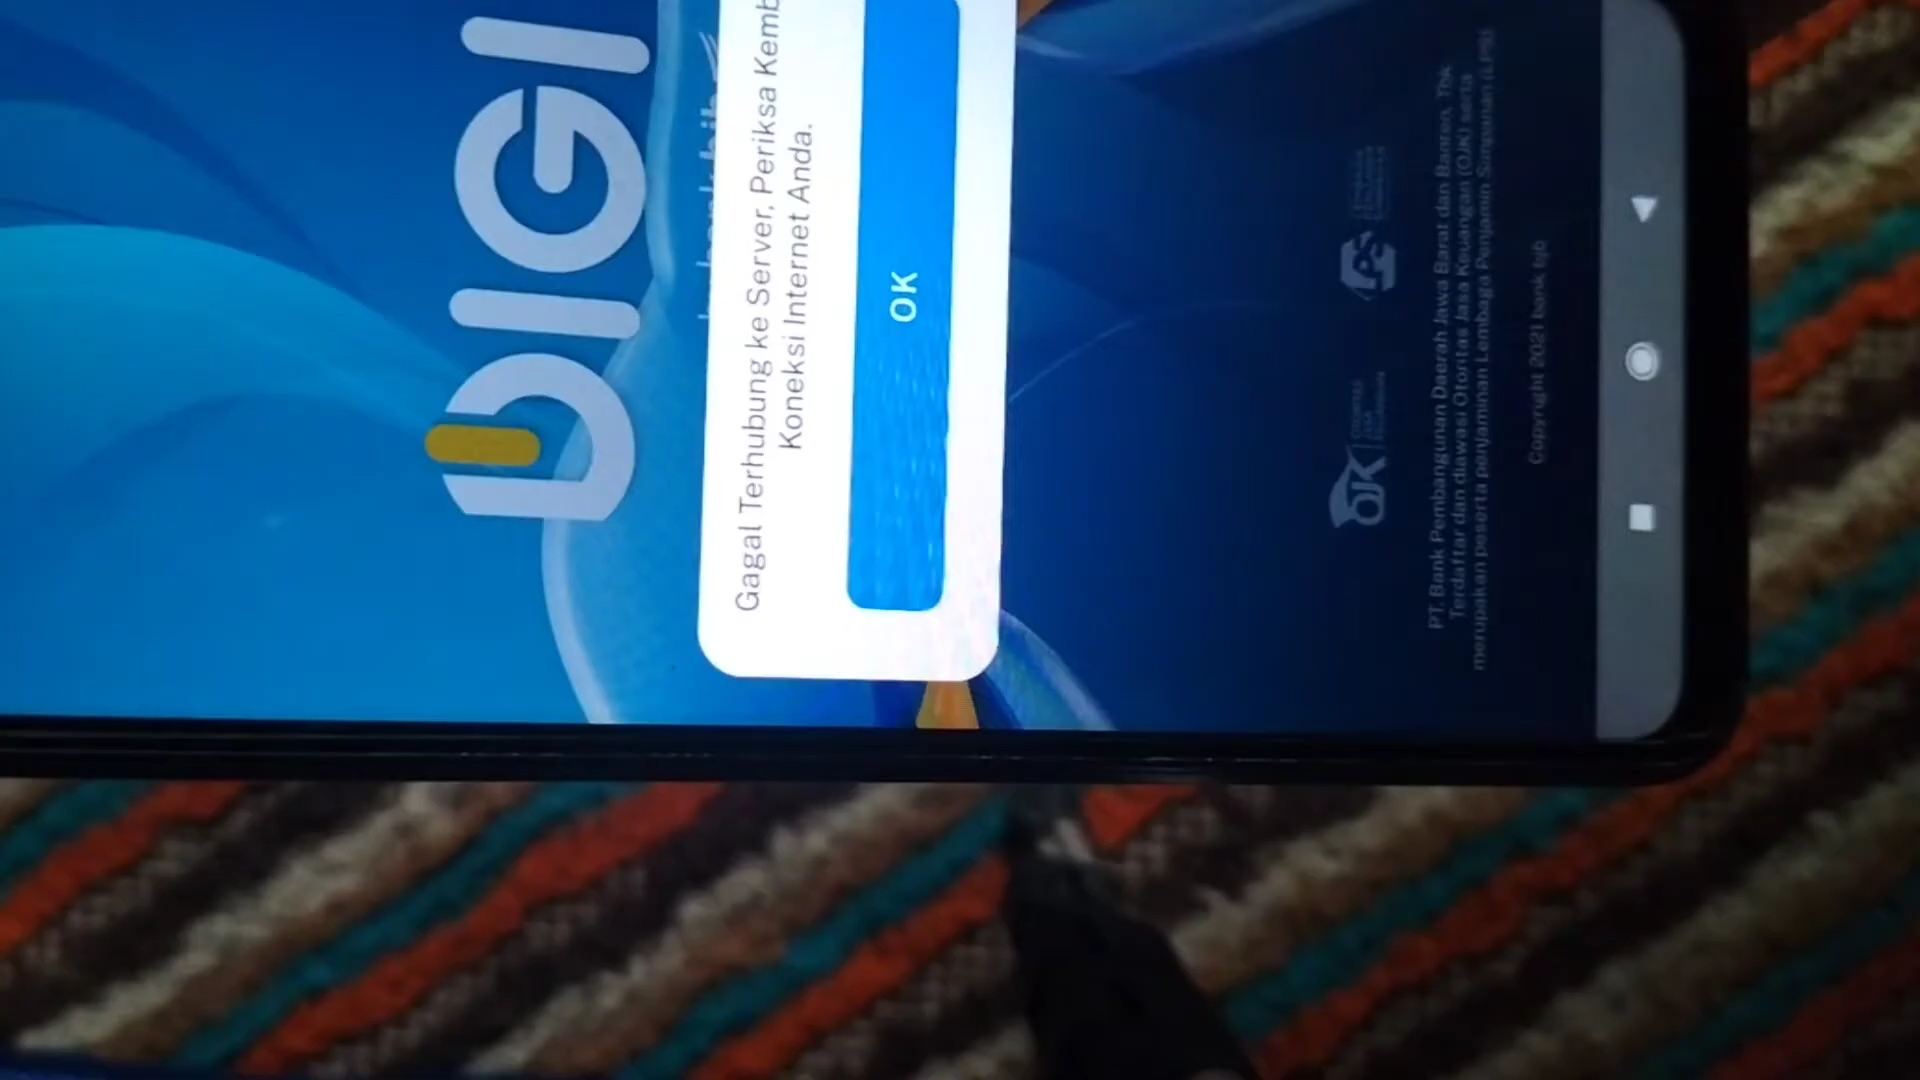 DIGI
Gagal Terhubung ke Server, Periksa Kemb
Koneksi Internet Anda.
OK
OJK
LPS
PT. Bank Pembangunan Daerah Jawa Barat dan Banten, Tbk
Terdaftar dan diawasi Otoritas Jasa Keuangan (OJK) serta
merupakan peserta penjaminan Lembaga Penjamin Simpanan (LPS)
Copyright 2021 bank bjb